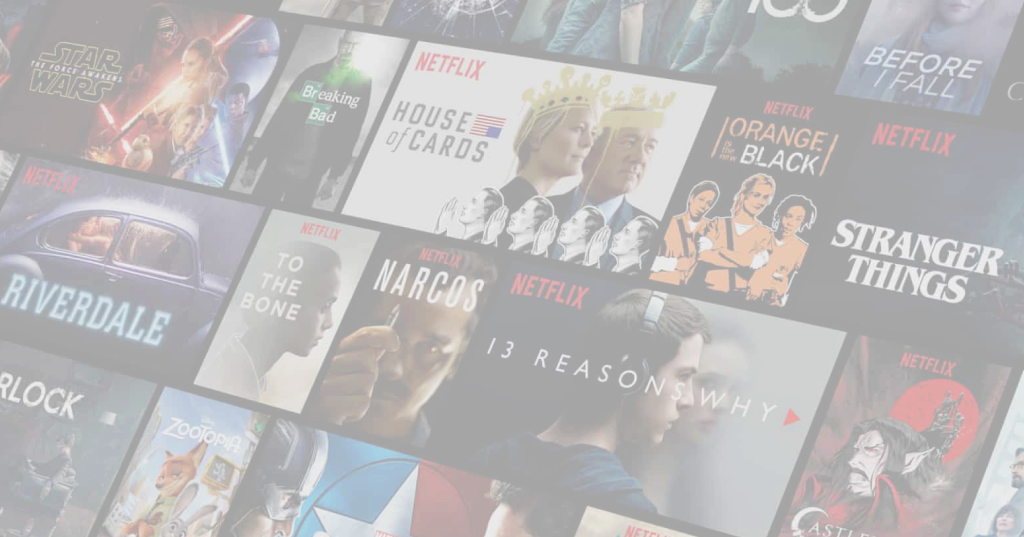 100
BEFORE
I FALL
STAR
THE FORCE AWAKENS
WARS
Breaking
Bad
NETFLIX
HOUSE
of CARDS
NETFLIX
ORANGE
is the new
BLACK
NETFLIX
STRANGER
THINGS
NETFLIX
RIVERDALE
NETFLIX
TO
THE
BONE
NETFLIX
NARCOS
NETFLIX
13 REASONS WHY
NETFLIX
CASTLE
RLOCK
ZOOTOPIA
NETFLIX